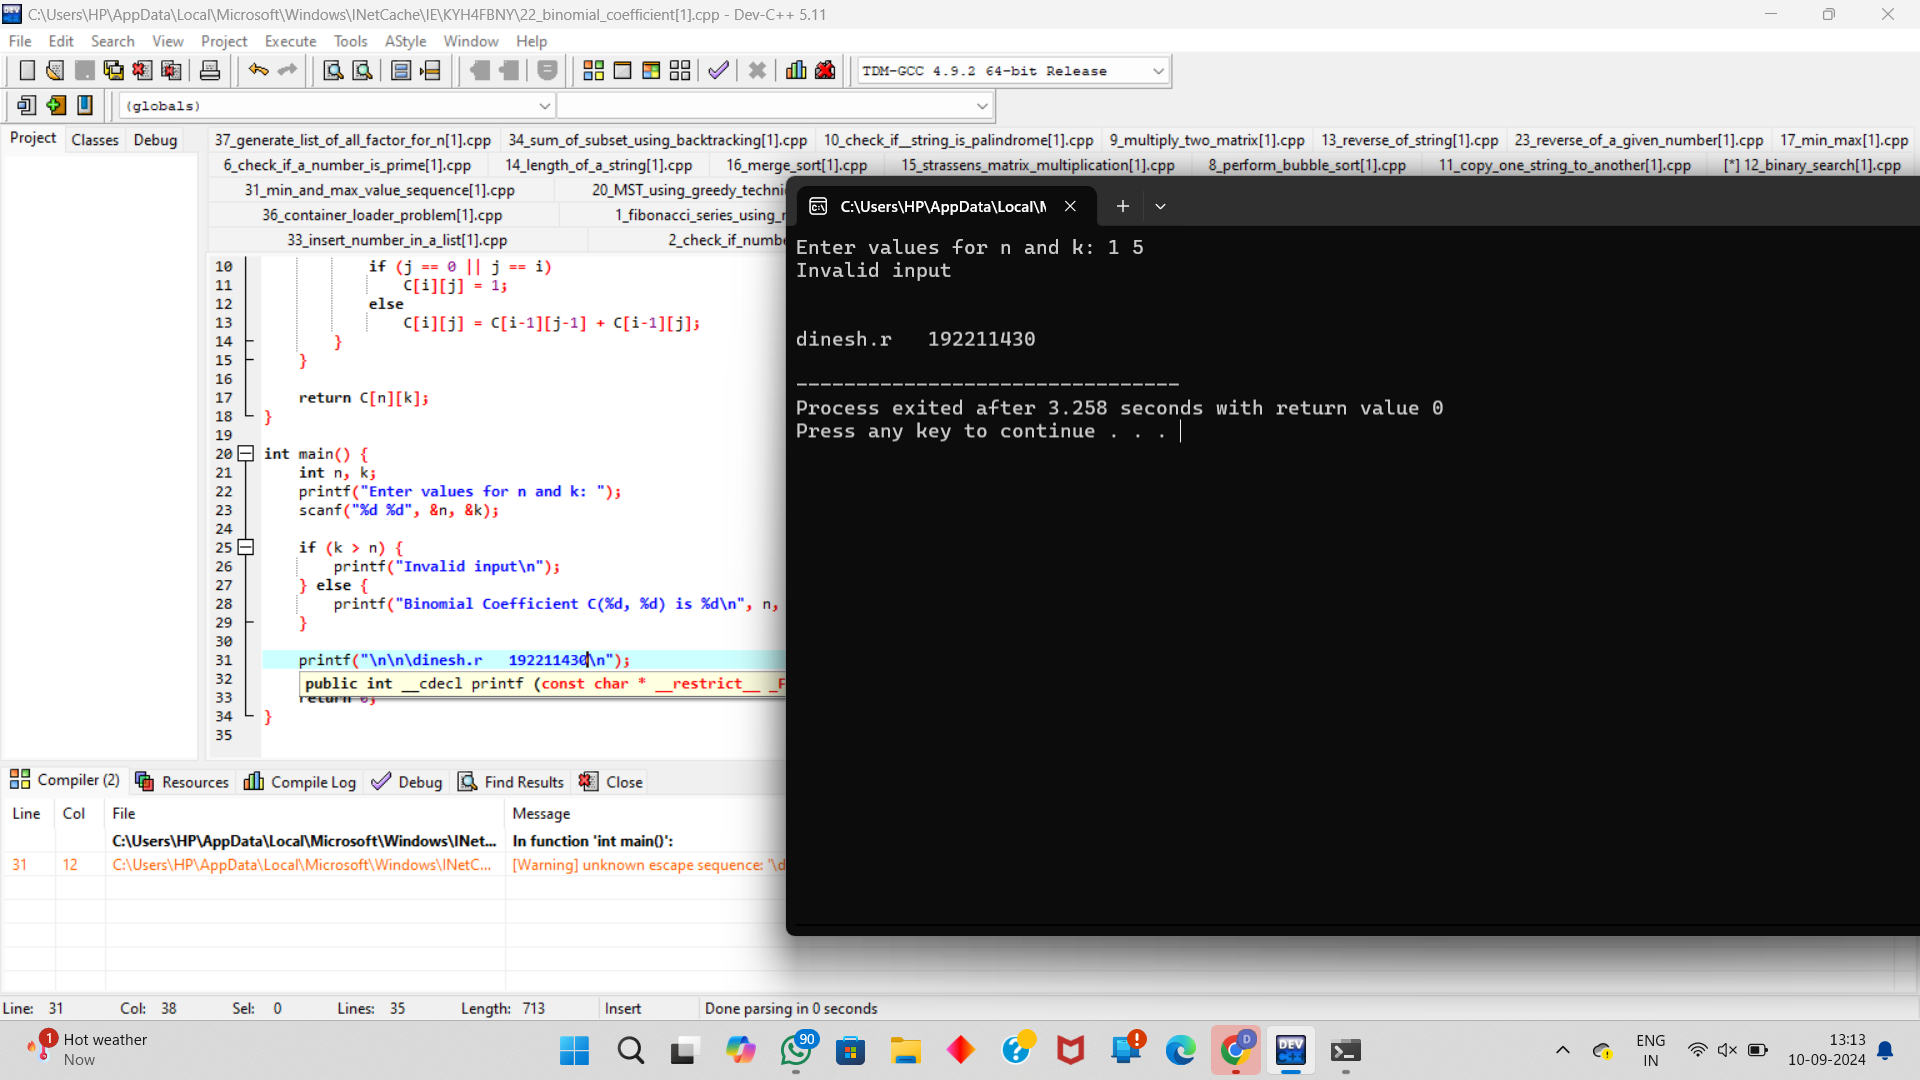 C:\Users\HP\AppData\Local\Microsoft\Windows\INetCache\IE\KYH4FBNY\22_binomial_coefficient[1].cpp - Dev-C++ 5.11
File Edit Search View Project Execute Tools AStyle Window Help
TDM-GCC 4.9.2 64-bit Release
(globals)
Project Classes Debug
37_generate_list_of_all_factor_for_n[1].cpp 34_sum_of_subset_using_backtracking[1].cpp 10_check_if__string_is_palindrome[1].cpp 9_multiply_two_matrix[1].cpp 13_reverse_of_string[1].cpp 23_reverse_of_a_given_number[1].cpp 17_min_max[1].cpp
6_check_if_a_number_is_prime[1].cpp 14_length_of_a_string[1].cpp 16_merge_sort[1].cpp 15_strassens_matrix_multiplication[1].cpp 8_perform_bubble_sort[1].cpp 11_copy_one_string_to_another[1].cpp [*] 12_binary_search[1].cpp
31_min_and_max_value_sequence[1].cpp 20_MST_using_greedy_techni
36_container_loader_problem[1].cpp 1_fibonacci_series_using_r
33_insert_number_in_a_list[1].cpp 2_check_if_numbe
10 if (j == 0 || j == i)
11 C[i][j] = 1;
12 else
13 C[i][j] = C[i-1][j-1] + C[i-1][j];
14 }
15 }
16
17 return C[n][k];
18 }
19
20 int main() {
21 int n, k;
22 printf("Enter values for n and k: ");
23 scanf("%d %d", &n, &k);
24
25 if (k > n) {
26 printf("Invalid input\n");
27 } else {
28 printf("Binomial Coefficient C(%d, %d) is %d\n", n,
29 }
30
31 printf("\n\n\dinesh.r   192211430\n");
32 public int __cdecl printf (const char * __restrict__ _F
33 return 0;
34 }
35
C:\Users\HP\AppData\Local\M
Enter values for n and k: 1 5
Invalid input
dinesh.r   192211430
--------------------------------
Process exited after 3.258 seconds with return value 0
Press any key to continue . . .
Compiler (2) Resources Compile Log Debug Find Results Close
Line Col File Message
C:\Users\HP\AppData\Local\Microsoft\Windows\INet... In function 'int main()':
31 12 C:\Users\HP\AppData\Local\Microsoft\Windows\INetC... [Warning] unknown escape sequence: '\d
Line: 31 Col: 38 Sel: 0 Lines: 35 Length: 713 Insert Done parsing in 0 seconds
1 Hot weather
Now
90
D
DEV C++
ENG
IN
13:13
10-09-2024